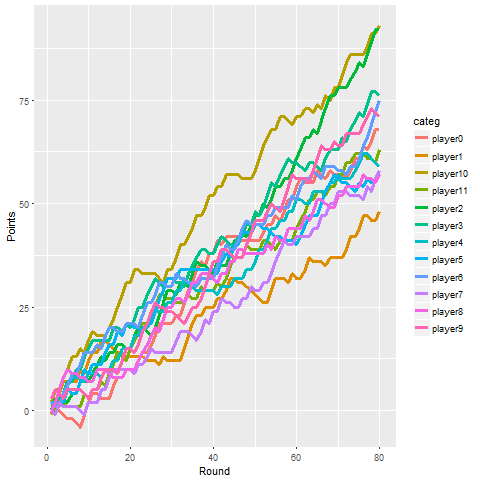 75
50
25
0
Points
0
20
40
60
80
Round
categ
player0
player1
player10
player11
player2
player3
player4
player5
player6
player7
player8
player9